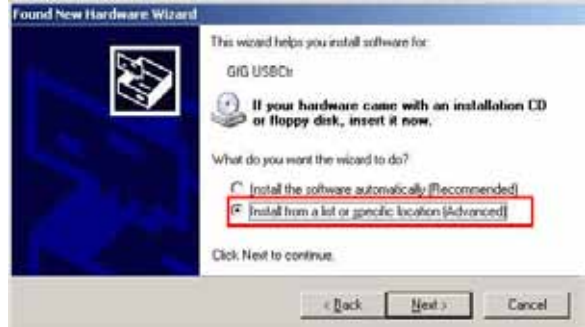 Found New Hardware Wizard
This wizard helps you install software for:
GfG USBCtr
If your hardware came with an installation CD
or floppy disk, insert it now.
What do you want the wizard to do?
Install the software automatically (Recommended)
Install from a list or specific location (Advanced)
Click Next to continue.
< Back Next > Cancel